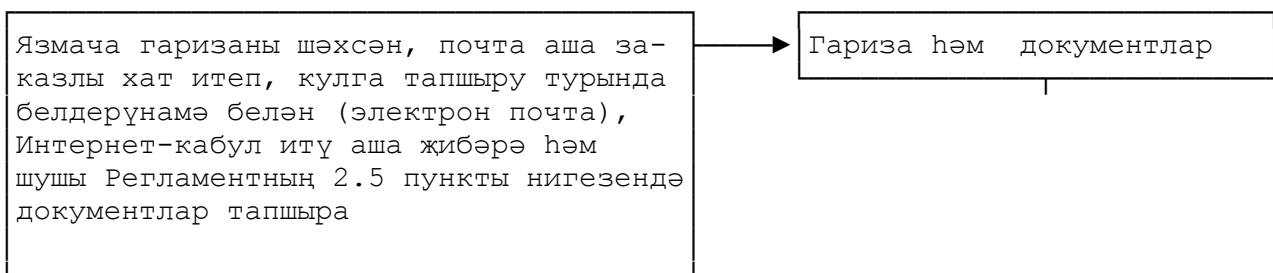 Язмача гаризаны шәхсән, почта аша за-
казлы хат итеп, кулга тапшыру турында
белдерүнамә белән (электрон почта),
Интернет-кабул итү аша җибәрә һәм
шушы Регламентның 2.5 пункты нигезендә
документлар тапшыра
Гариза һәм документлар